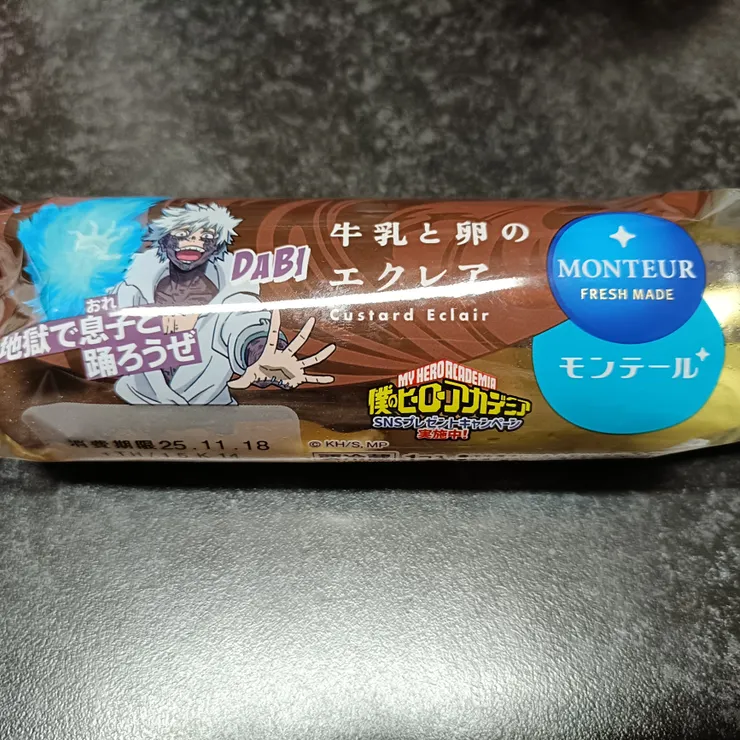 牛乳と卵の
エクレア
Custard Eclair
MONTEUR
FRESH MADE
モンテール
DABI
おれ
地獄で息子と
踊ろうぜ
MY HERO ACADEMIA
僕のヒーローアカデミア
SNSプレゼントキャンペーン
実施中!
© KH/S, MP
消費期限 25.11.18